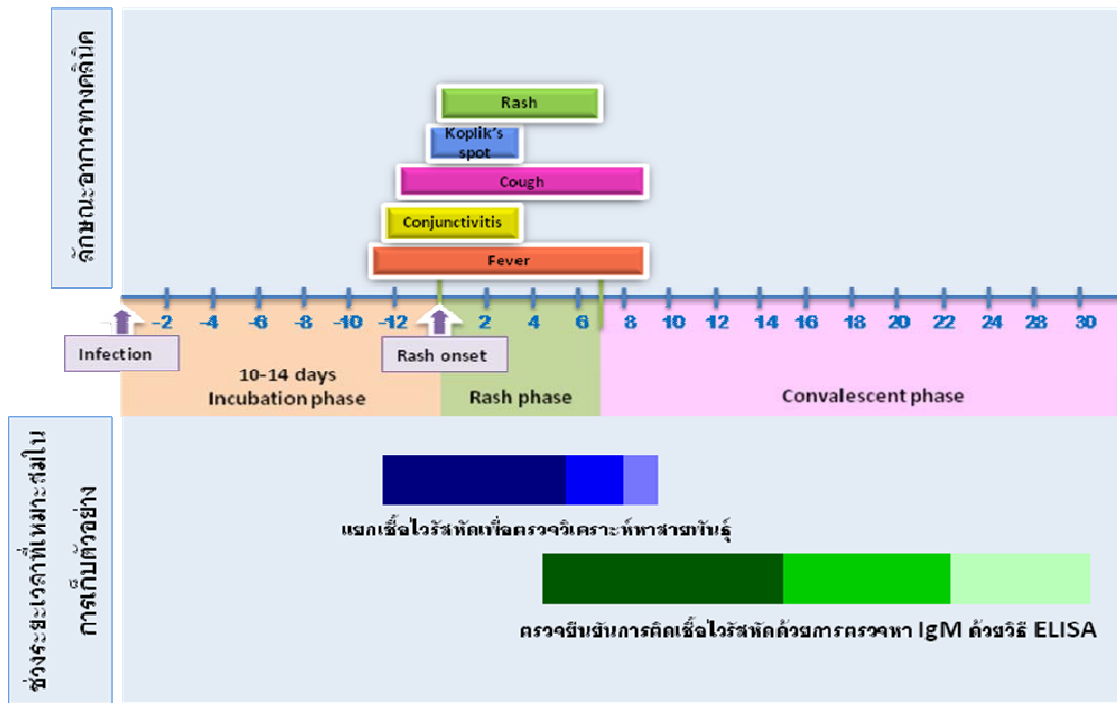 ลักษณะอาการทางคลินิค
Rash
Koplik's
spot
Cough
Conjunctivitis
Fever
-2 -4 -6 -8 -10 -12 2 4 6 8 10 12 14 16 18 20 22 24 28 30
Infection
Rash onset
10-14 days
Incubation phase
Rash phase
Convalescent phase
ช่วงระยะเวลาที่เหมาะสมใน
การเก็บตัวอย่าง
แยกเชื้อไวรัสหัดเพื่อตรวจวิเคราะห์หาสายพันธุ์
ตรวจยืนยันการติดเชื้อไวรัสหัดด้วยการตรวจหา IgM ด้วยวิธี ELISA